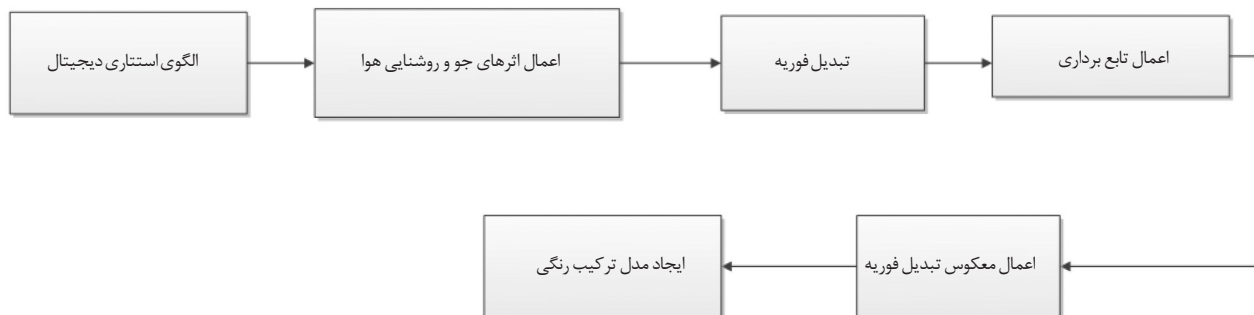 الگوی استتاری دیجیتال
اعمال اثرهای جو و روشنایی هوا
تبدیل فوریه
اعمال تابع برداری
اعمال معکوس تبدیل فوریه
ایجاد مدل ترکیب رنگی